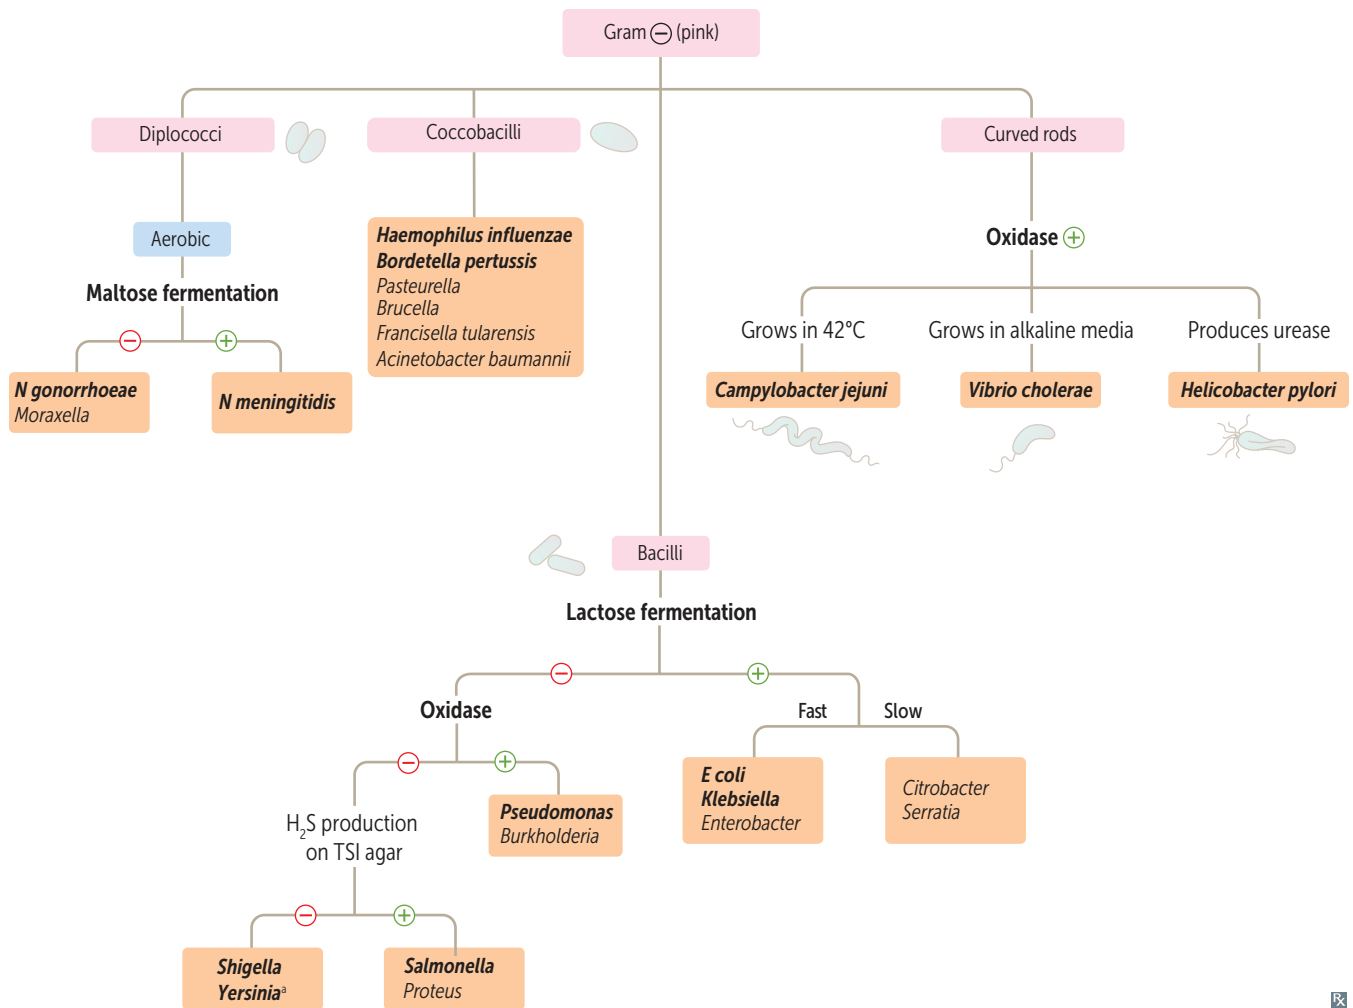 Gram ⊖ (pink)
Diplococci
Coccobacilli
Curved rods
Aerobic
Maltose fermentation
−
+
N gonorrhoeae
Moraxella
N meningitidis
Haemophilus influenzae
Bordetella pertussis
Pasteurella
Brucella
Francisella tularensis
Acinetobacter baumannii
Oxidase ⊕
Grows in 42°C
Grows in alkaline media
Produces urease
Campylobacter jejuni
Vibrio cholerae
Helicobacter pylori
Bacilli
Lactose fermentation
−
+
Oxidase
Fast
Slow
−
+
E coli
Klebsiella
Enterobacter
Citrobacter
Serratia
Pseudomonas
Burkholderia
H₂S production
on TSI agar
−
+
Shigella
Yersiniaᵃ
Salmonella
Proteus
Rx